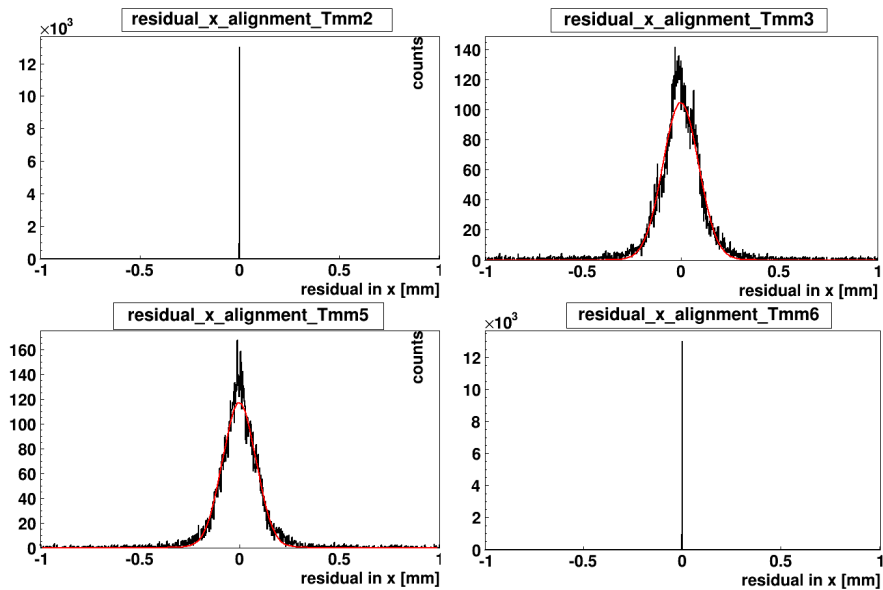 residual_x_alignment_Tmm2
×10³
counts
12
10
8
6
4
2
0
-1 -0.5 0 0.5 1
residual in x [mm]
residual_x_alignment_Tmm3
140
120
100
80
60
40
20
0
-1 -0.5 0 0.5 1
residual in x [mm]
residual_x_alignment_Tmm5
counts
160
140
120
100
80
60
40
20
0
-1 -0.5 0 0.5 1
residual in x [mm]
residual_x_alignment_Tmm6
×10³
12
10
8
6
4
2
0
-1 -0.5 0 0.5 1
residual in x [mm]